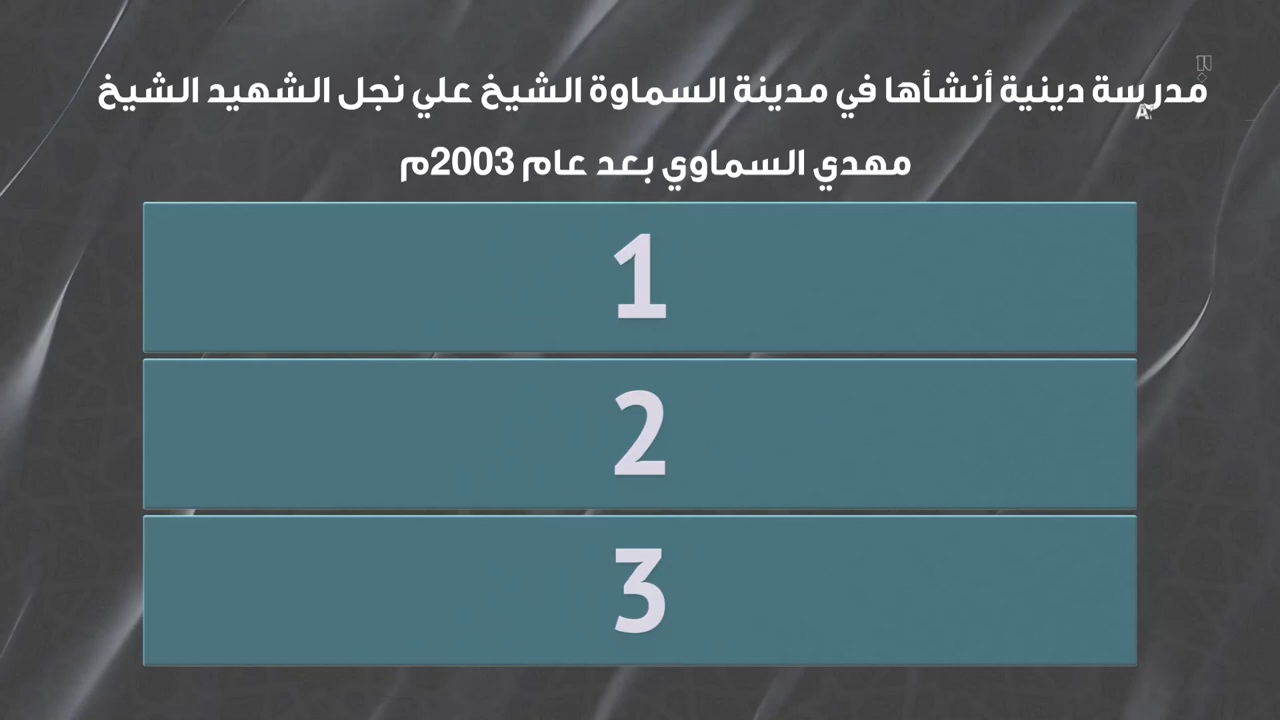 مدرسة دينية أنشأها في مدينة السماوة الشيخ علي نجل الشهيد الشيخ
مهدي السماوي بعد عام 2003م
1
2
3